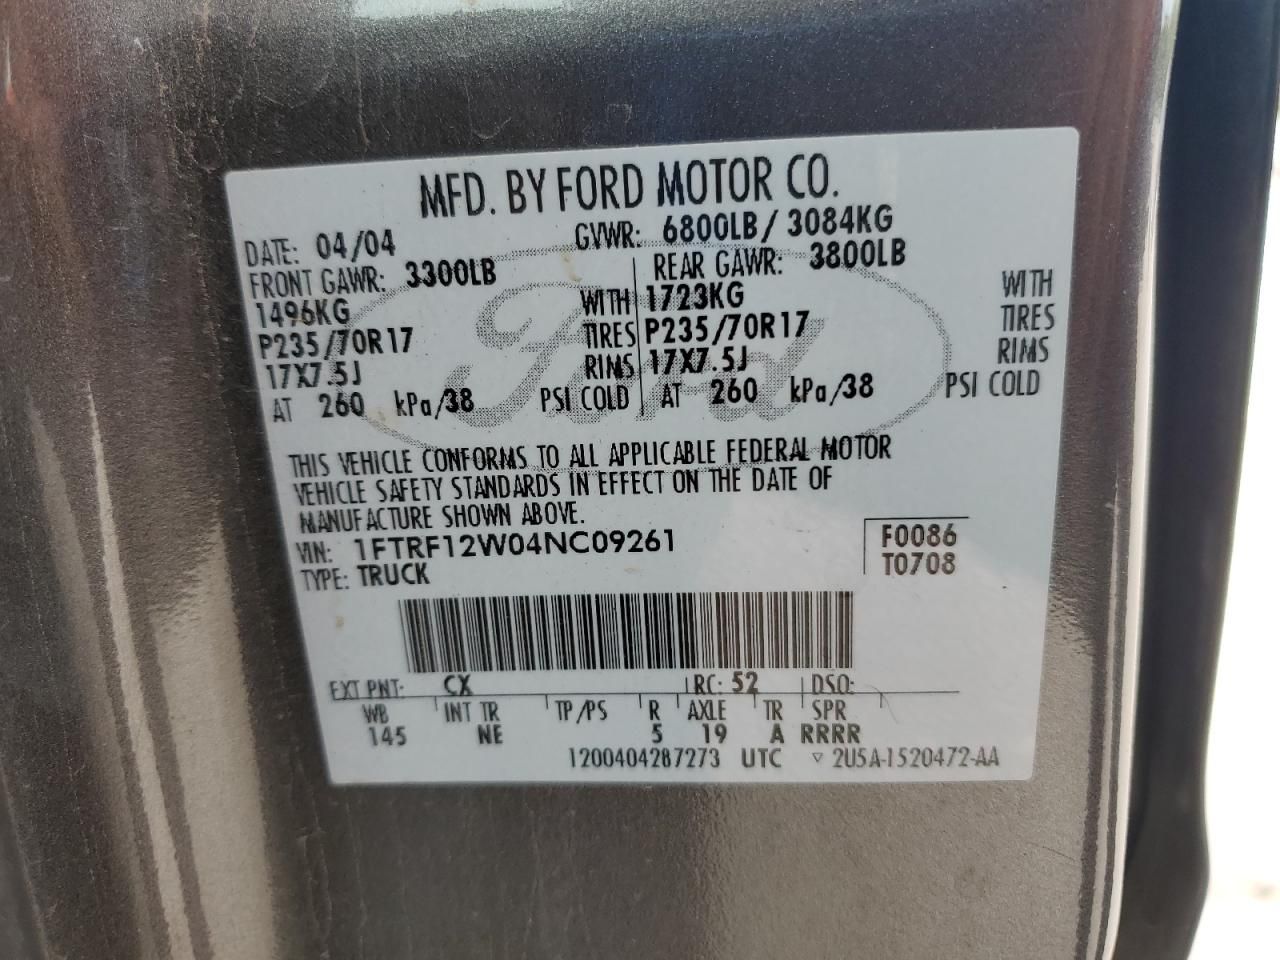 MFD. BY FORD MOTOR CO.
DATE: 04/04 GVWR: 6800LB / 3084KG
FRONT GAWR: 3300LB REAR GAWR: 3800LB
1496KG WITH 1723KG WITH
P235/70R17 TIRES P235/70R17 TIRES
17X7.5J RIMS 17X7.5J RIMS
AT 260 kPa/38 PSI COLD AT 260 kPa/38 PSI COLD
Ford
THIS VEHICLE CONFORMS TO ALL APPLICABLE FEDERAL MOTOR
VEHICLE SAFETY STANDARDS IN EFFECT ON THE DATE OF
MANUFACTURE SHOWN ABOVE.
VIN: 1FTRF12W04NC09261 F0086
TYPE: TRUCK T0708
EXT PNT: CX RC: 52 DSO:
WB INT TR TP/PS R AXLE TR SPR
145 NE 5 19 A RRRR
1200404287273 UTC ▽ 2U5A-1520472-AA